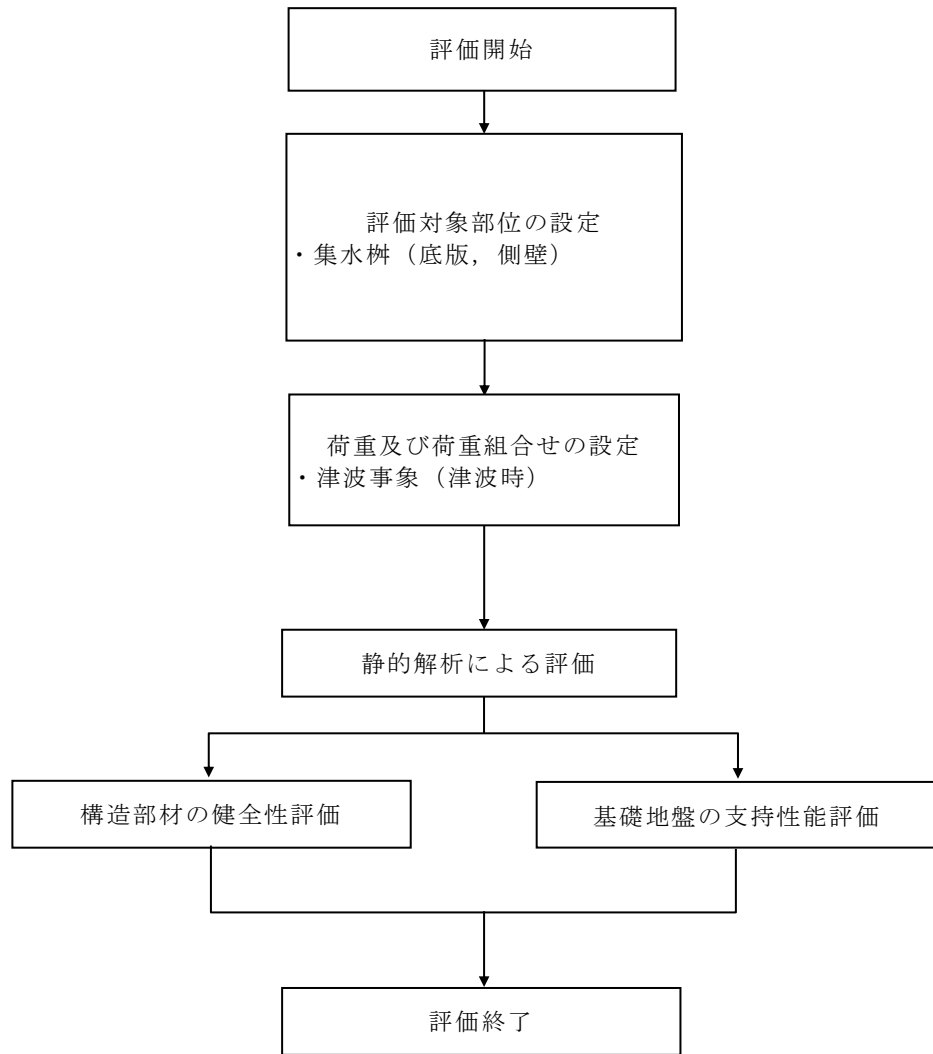 評価開始
評価対象部位の設定
・集水桝（底版，側壁）
荷重及び荷重組合せの設定
・津波事象（津波時）
静的解析による評価
構造部材の健全性評価
基礎地盤の支持性能評価
評価終了